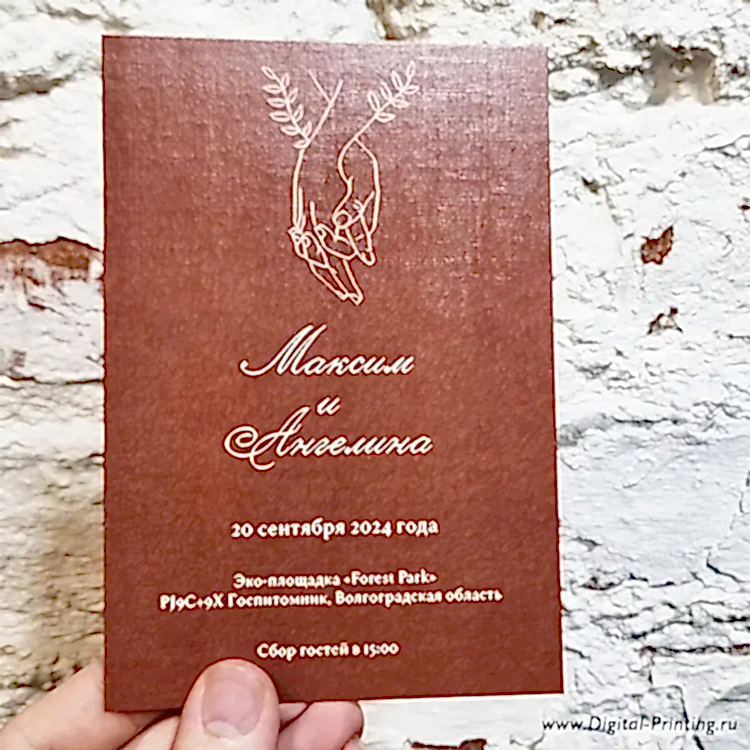 Максим
и
Ангелина
20 сентября 2024 года
Эко-площадка «Forest Park»
PJ9C+9X Госпитомник, Волгоградская область
Сбор гостей в 15:00
www.Digital-Printing.ru